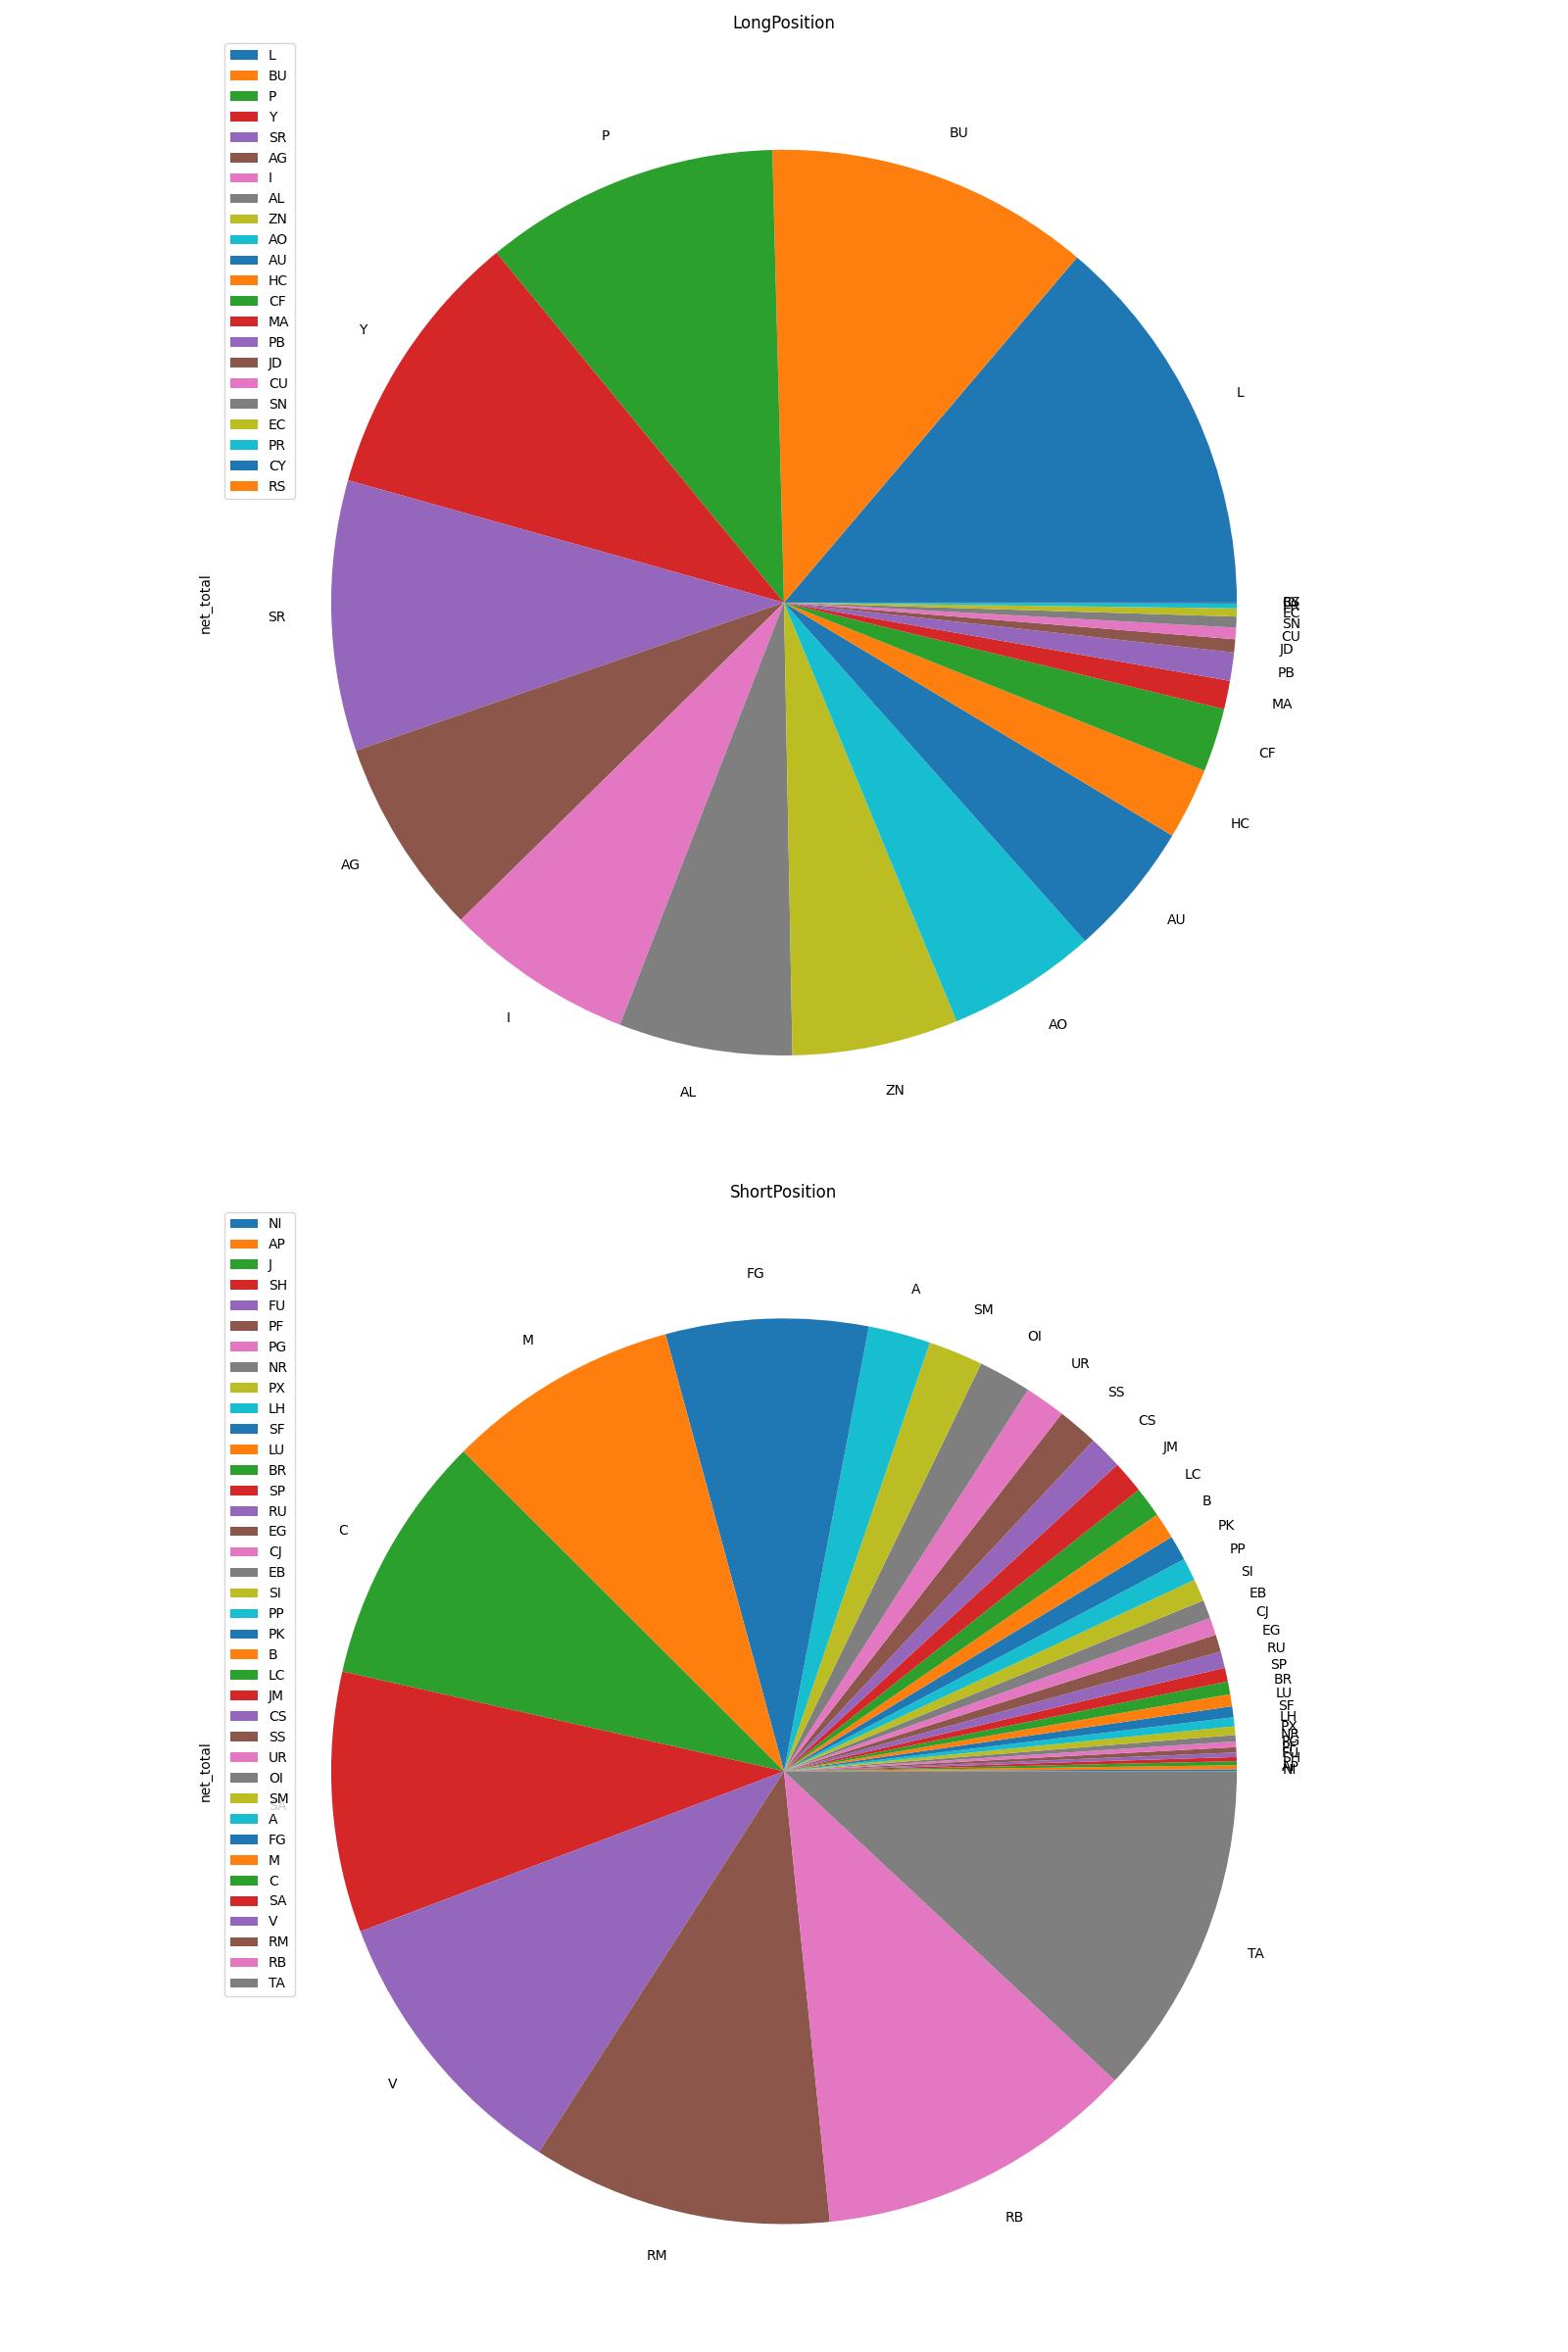 LongPosition
L
BU
P
Y
SR
AG
I
AL
ZN
AO
AU
HC
CF
MA
PB
JD
CU
SN
EC
PR
CY
RS
net_total
BU
P
L
Y
SR
AG
I
AL
ZN
AO
AU
HC
CF
MA
PB
JD
CU
SN
EC
ShortPosition
NI
AP
J
SH
FU
PF
PG
NR
PX
LH
SF
LU
BR
SP
RU
EG
CJ
EB
SI
PP
PK
B
LC
JM
CS
SS
UR
OI
SM
A
FG
M
C
SA
V
RM
RB
TA
net_total
SA
FG
A
SM
OI
UR
SS
CS
JM
LC
B
PK
PP
SI
EB
CJ
EG
RU
SP
BR
LU
SF
LH
PX
M
C
V
RM
RB
TA